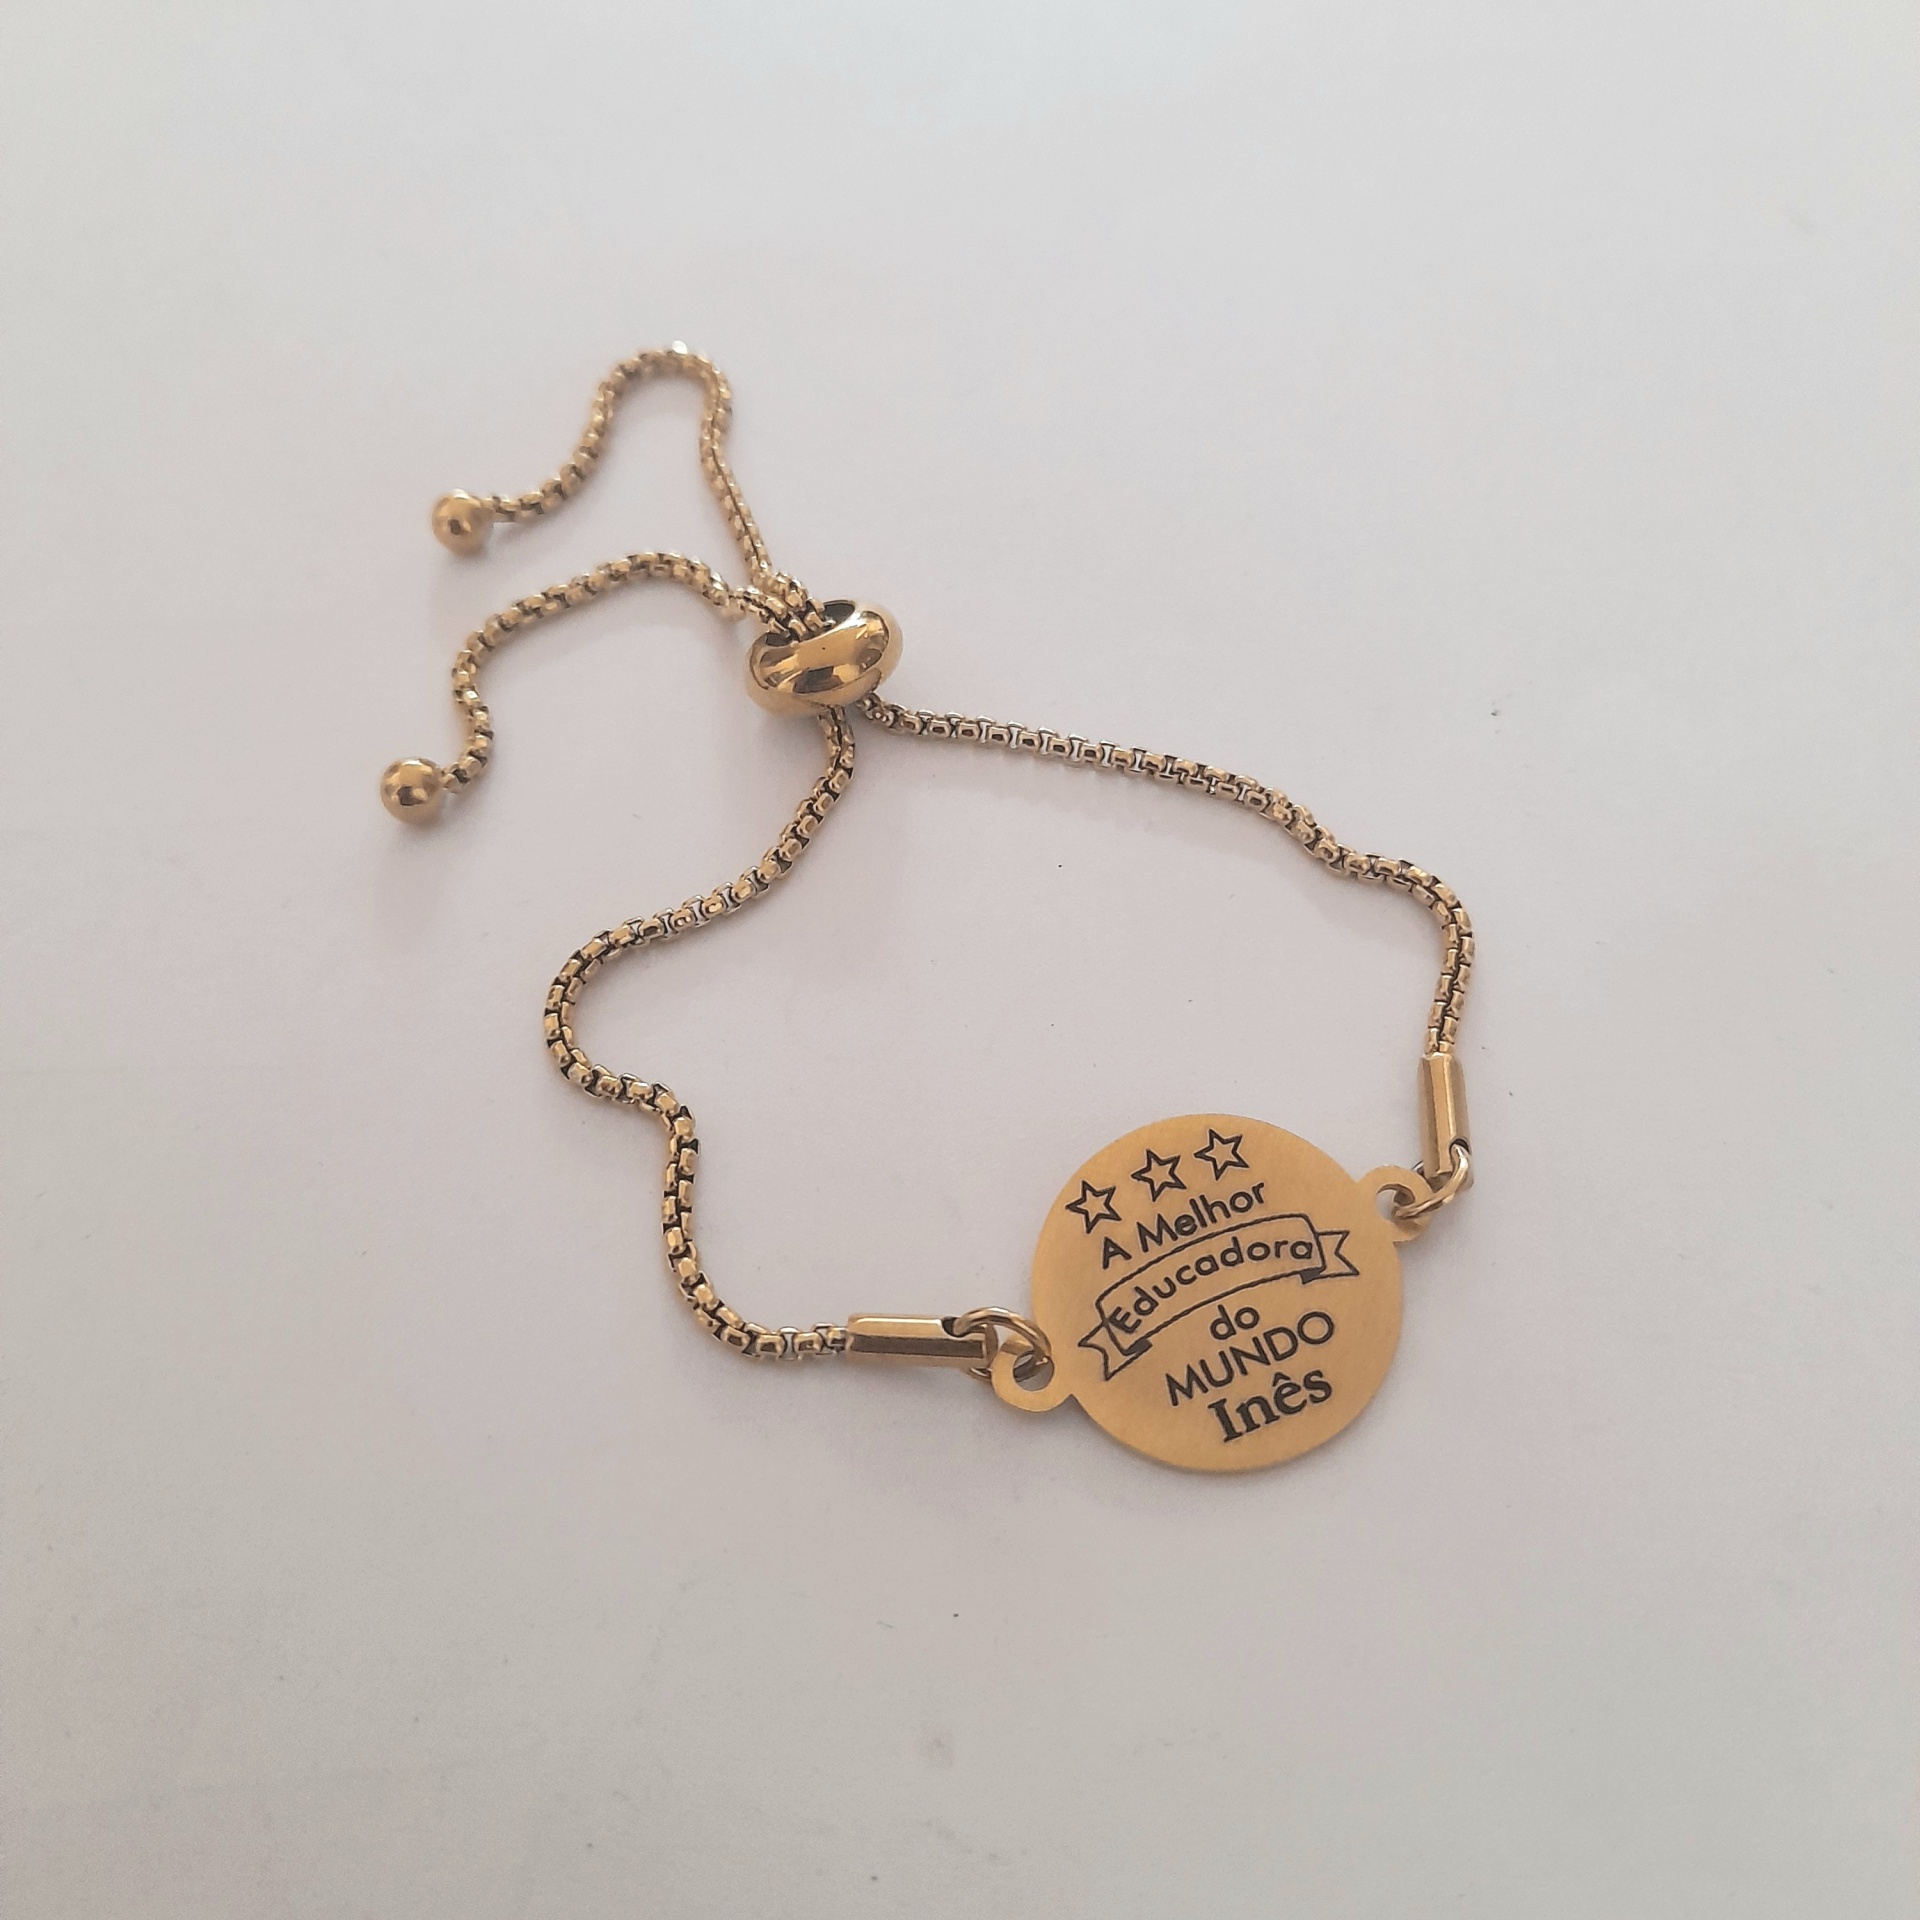 A Melhor
Educadora
do
MUNDO
Inês